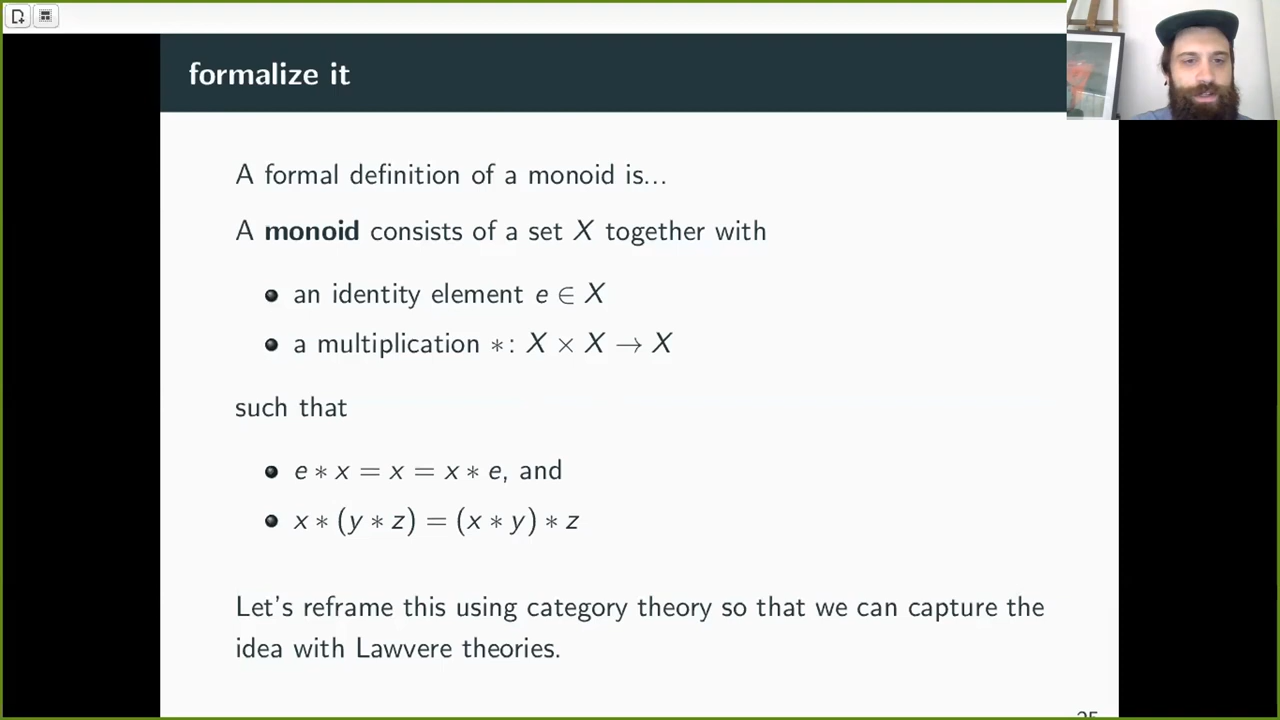 formalize it
A formal definition of a monoid is...
A monoid consists of a set X together with
• an identity element e ∈ X
• a multiplication ∗: X × X → X
such that
• e ∗ x = x = x ∗ e, and
• x ∗ (y ∗ z) = (x ∗ y) ∗ z
Let's reframe this using category theory so that we can capture the
idea with Lawvere theories.